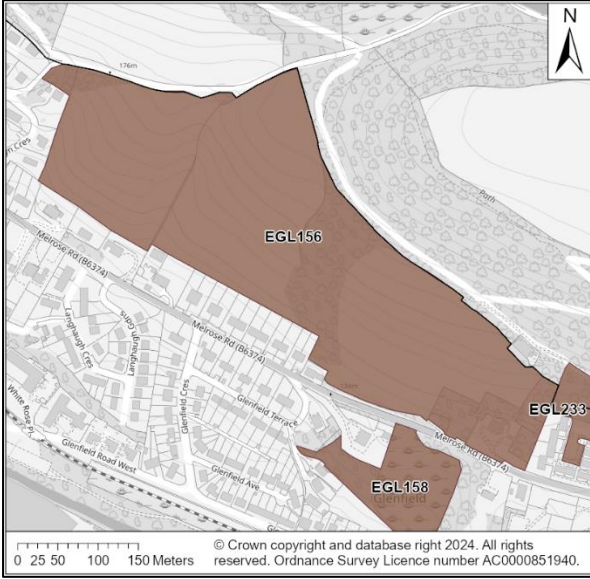 N
176m
Path
EGL156
Melrose Rd (B6374)
Langhaugh Gdns
Langhaugh Cres
Melrose Rd (B6374)
White Rose Pl
Glenfield Cres
Glenfield Terrace
EGL233
Melrose Rd (B6374)
Glenfield Road West
Glenfield Ave
EGL158
Glenfield
0 25 50 100 150 Meters
© Crown copyright and database right 2024. All rights
reserved. Ordnance Survey Licence number AC0000851940.